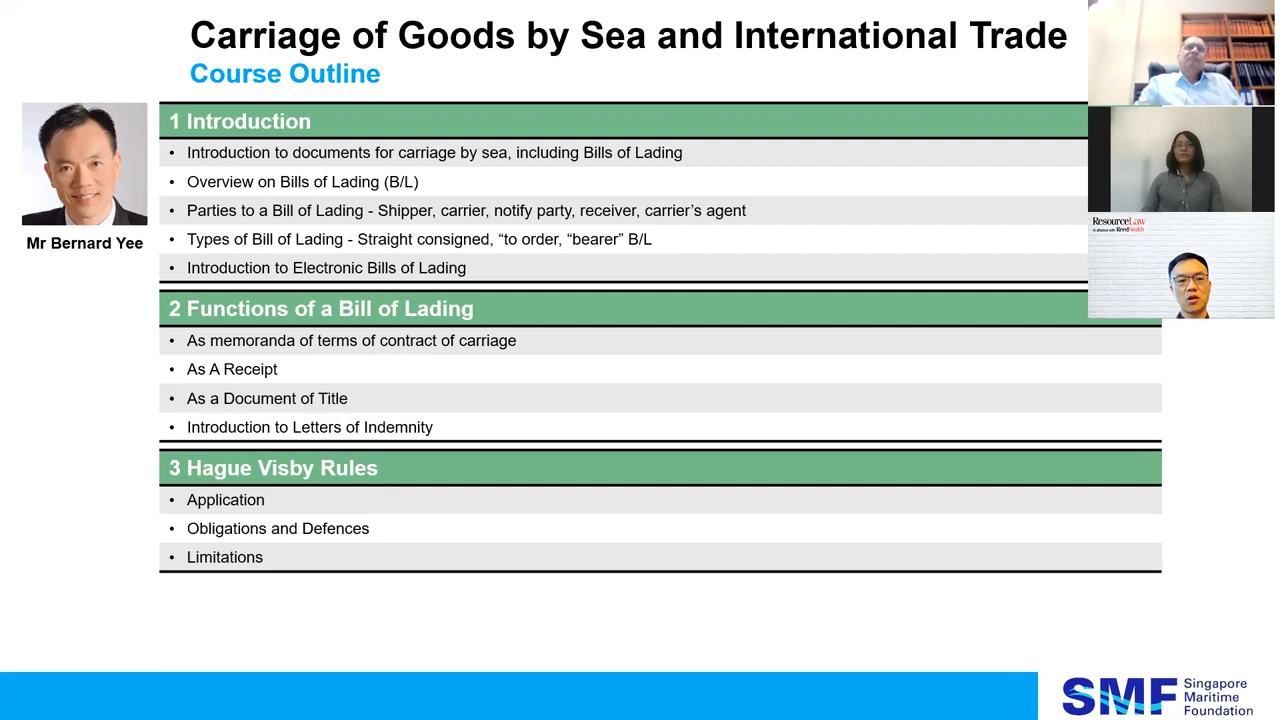 Carriage of Goods by Sea and International Trade
Course Outline
Mr Bernard Yee
1 Introduction
• Introduction to documents for carriage by sea, including Bills of Lading
• Overview on Bills of Lading (B/L)
• Parties to a Bill of Lading - Shipper, carrier, notify party, receiver, carrier's agent
• Types of Bill of Lading - Straight consigned, “to order, “bearer” B/L
• Introduction to Electronic Bills of Lading
2 Functions of a Bill of Lading
• As memoranda of terms of contract of carriage
• As A Receipt
• As a Document of Title
• Introduction to Letters of Indemnity
3 Hague Visby Rules
• Application
• Obligations and Defences
• Limitations
ResourceLaw
in alliance with ReedSmith
SMF
Singapore
Maritime
Foundation